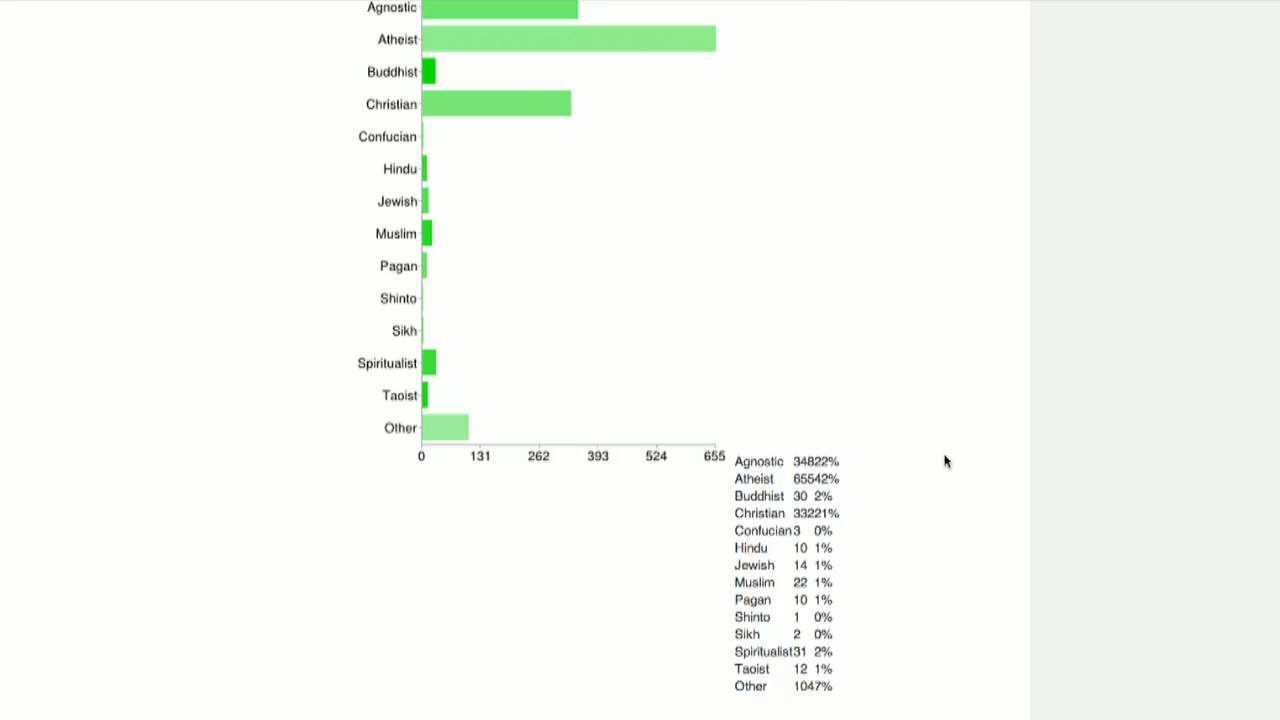 Agnostic
Atheist
Buddhist
Christian
Confucian
Hindu
Jewish
Muslim
Pagan
Shinto
Sikh
Spiritualist
Taoist
Other
0 131 262 393 524 655
Agnostic 34822%
Atheist 65542%
Buddhist 30 2%
Christian 33221%
Confucian3 0%
Hindu 10 1%
Jewish 14 1%
Muslim 22 1%
Pagan 10 1%
Shinto 1 0%
Sikh 2 0%
Spiritualist31 2%
Taoist 12 1%
Other 1047%